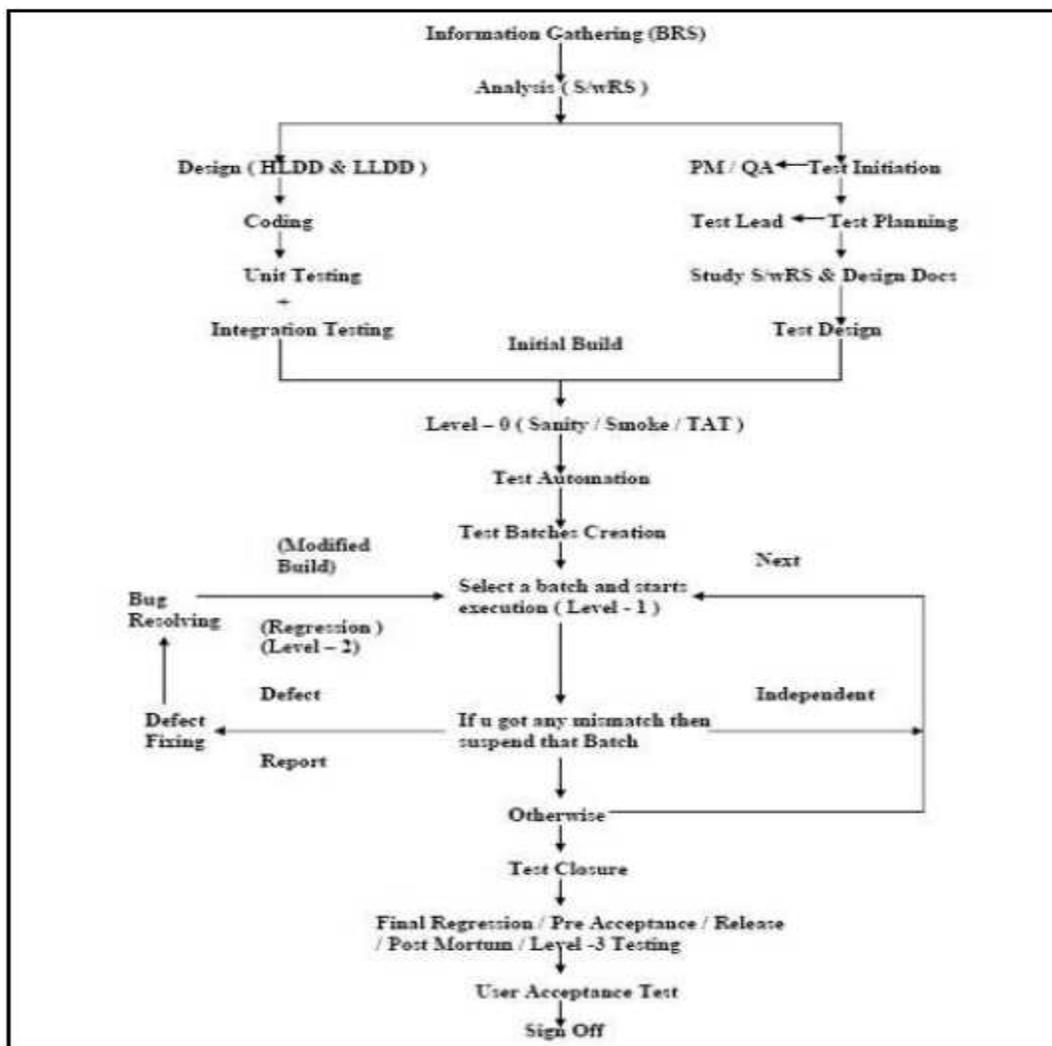 Information Gathering (BRS)
Analysis ( S/wRS )
Design ( HLDD & LLDD )
PM / QA
Test Initiation
Coding
Test Lead
Test Planning
Unit Testing
Study S/wRS & Design Docs
+
Integration Testing
Test Design
Initial Build
Level – 0 ( Sanity / Smoke / TAT )
Test Automation
Test Batches Creation
(Modified
Build)
Next
Select a batch and starts
execution ( Level - 1 )
Bug
Resolving
(Regression )
(Level – 2)
Defect
Independent
Defect
Fixing
If u got any mismatch then
suspend that Batch
Report
Otherwise
Test Closure
Final Regression / Pre Acceptance / Release
/ Post Mortum / Level -3 Testing
User Acceptance Test
Sign Off